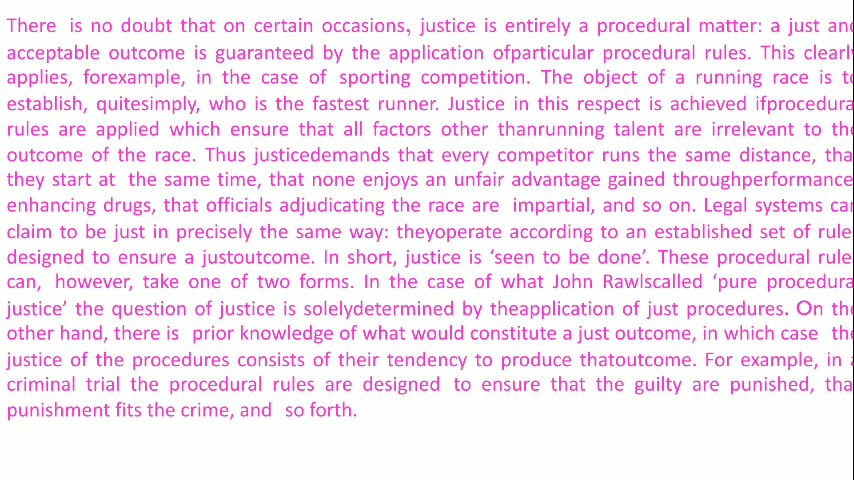 There is no doubt that on certain occasions, justice is entirely a procedural matter: a just and
acceptable outcome is guaranteed by the application ofparticular procedural rules. This clearly
applies, forexample, in the case of sporting competition. The object of a running race is to
establish, quitesimply, who is the fastest runner. Justice in this respect is achieved ifprocedura
rules are applied which ensure that all factors other thanrunning talent are irrelevant to the
outcome of the race. Thus justicedemands that every competitor runs the same distance, tha
they start at the same time, that none enjoys an unfair advantage gained throughperformance
enhancing drugs, that officials adjudicating the race are impartial, and so on. Legal systems can
claim to be just in precisely the same way: theyoperate according to an established set of rule
designed to ensure a justoutcome. In short, justice is ‘seen to be done’. These procedural rule
can, however, take one of two forms. In the case of what John Rawlscalled ‘pure procedura
justice’ the question of justice is solelydetermined by theapplication of just procedures. On the
other hand, there is prior knowledge of what would constitute a just outcome, in which case the
justice of the procedures consists of their tendency to produce thatoutcome. For example, in a
criminal trial the procedural rules are designed to ensure that the guilty are punished, tha
punishment fits the crime, and so forth.